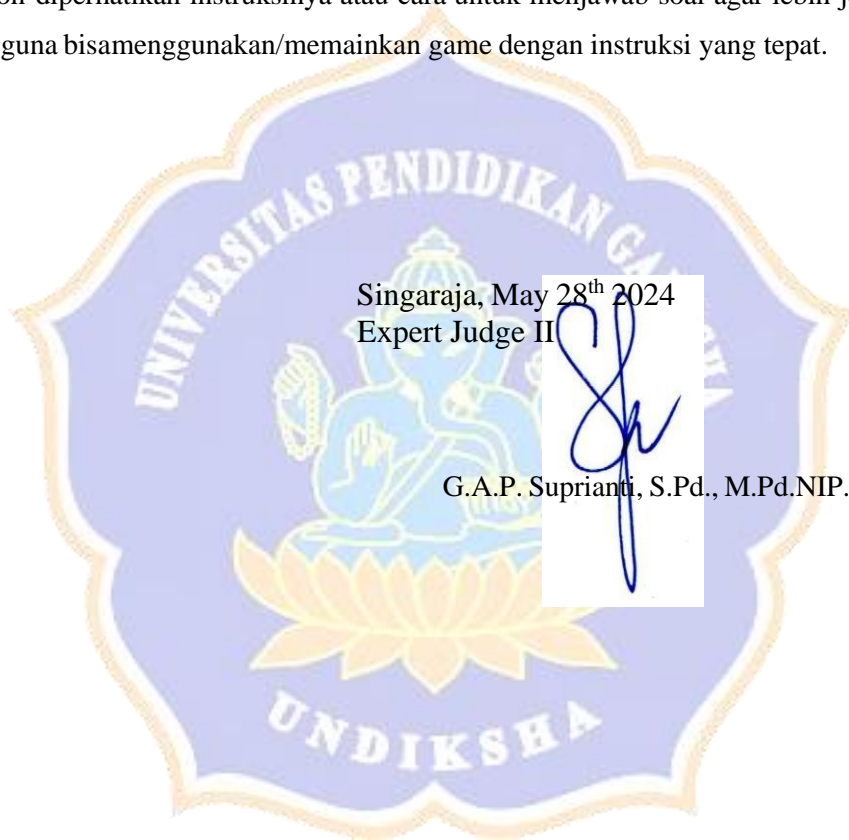 diperhatikan instruksinya atau cara untuk menjawab soal agar lebih
guna bisamenggunakan/memainkan game dengan instruksi yang tepat.
UNIVERSITAS PENDIDIKAN
Singaraja, May 28th 2024
Expert Judge II
G.A.P. Suprianti, S.Pd., M.Pd.NIP.
UNDIKSHA